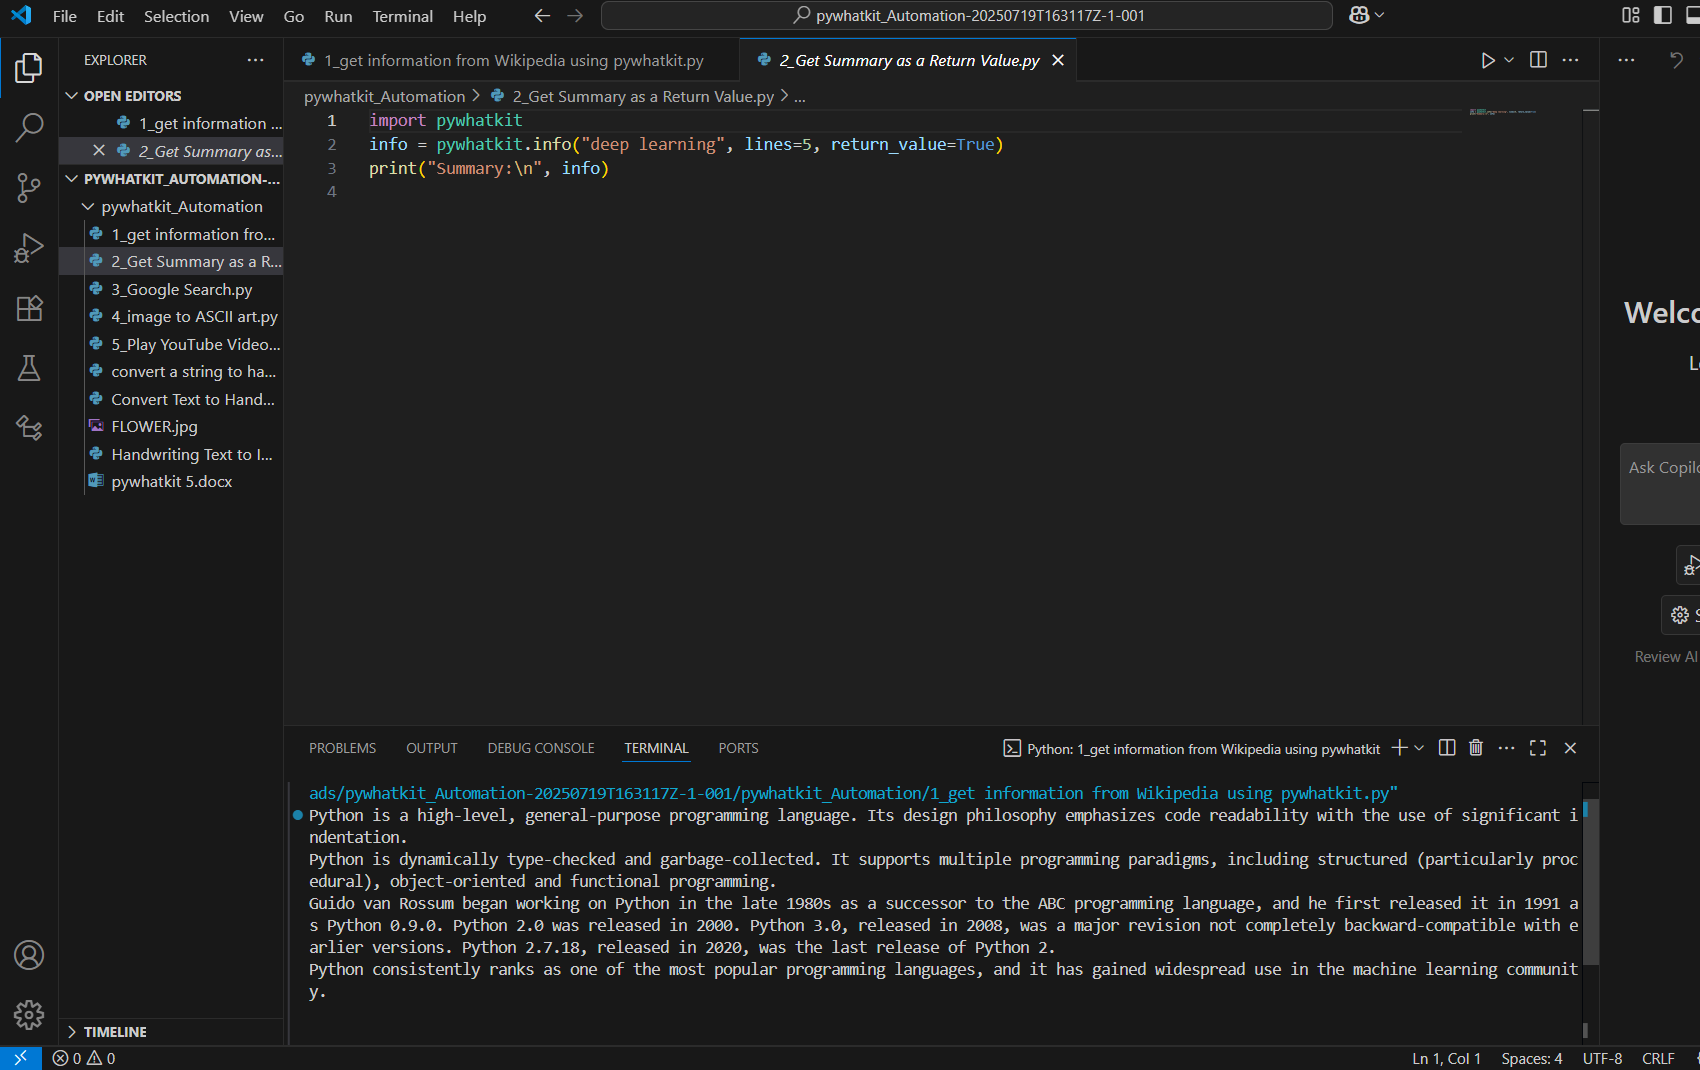 File Edit Selection View Go Run Terminal Help
pywhatkit_Automation-20250719T163117Z-1-001
EXPLORER
OPEN EDITORS
1_get information ...
2_Get Summary as...
PYWHATKIT_AUTOMATION-...
pywhatkit_Automation
1_get information fro...
2_Get Summary as a R...
3_Google Search.py
4_image to ASCII art.py
5_Play YouTube Video...
convert a string to ha...
Convert Text to Hand...
FLOWER.jpg
Handwriting Text to I...
pywhatkit 5.docx
TIMELINE
1_get information from Wikipedia using pywhatkit.py
2_Get Summary as a Return Value.py
pywhatkit_Automation > 2_Get Summary as a Return Value.py > ...
1 import pywhatkit
2 info = pywhatkit.info("deep learning", lines=5, return_value=True)
3 print("Summary:\n", info)
4
PROBLEMS OUTPUT DEBUG CONSOLE TERMINAL PORTS
Python: 1_get information from Wikipedia using pywhatkit
ads/pywhatkit_Automation-20250719T163117Z-1-001/pywhatkit_Automation/1_get information from Wikipedia using pywhatkit.py"
Python is a high-level, general-purpose programming language. Its design philosophy emphasizes code readability with the use of significant i
ndentation.
Python is dynamically type-checked and garbage-collected. It supports multiple programming paradigms, including structured (particularly proc
edural), object-oriented and functional programming.
Guido van Rossum began working on Python in the late 1980s as a successor to the ABC programming language, and he first released it in 1991 a
s Python 0.9.0. Python 2.0 was released in 2000. Python 3.0, released in 2008, was a major revision not completely backward-compatible with e
arlier versions. Python 2.7.18, released in 2020, was the last release of Python 2.
Python consistently ranks as one of the most popular programming languages, and it has gained widespread use in the machine learning communit
y.
Welco
Ask Copilo
Review AI
0 0
Ln 1, Col 1 Spaces: 4 UTF-8 CRLF